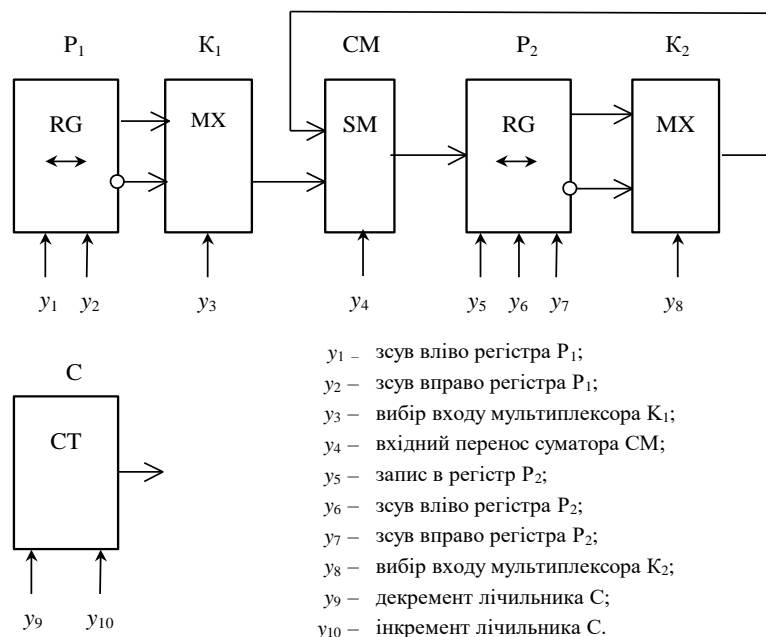 P₁ K₁ CM P₂ K₂
RG MX SM RG MX
y₁ y₂ y₃ y₄ y₅ y₆ y₇ y₈
y₁ – зсув вліво регістра P₁;
y₂ – зсув вправо регістра P₁;
y₃ – вибір входу мультиплексора K₁;
y₄ – вхідний перенос суматора СМ;
y₅ – запис в регістр P₂;
y₆ – зсув вліво регістра P₂;
y₇ – зсув вправо регістра P₂;
y₈ – вибір входу мультиплексора K₂;
y₉ – декремент лічильника С;
y₁₀ – інкремент лічильника С.
C
CT
y₉ y₁₀